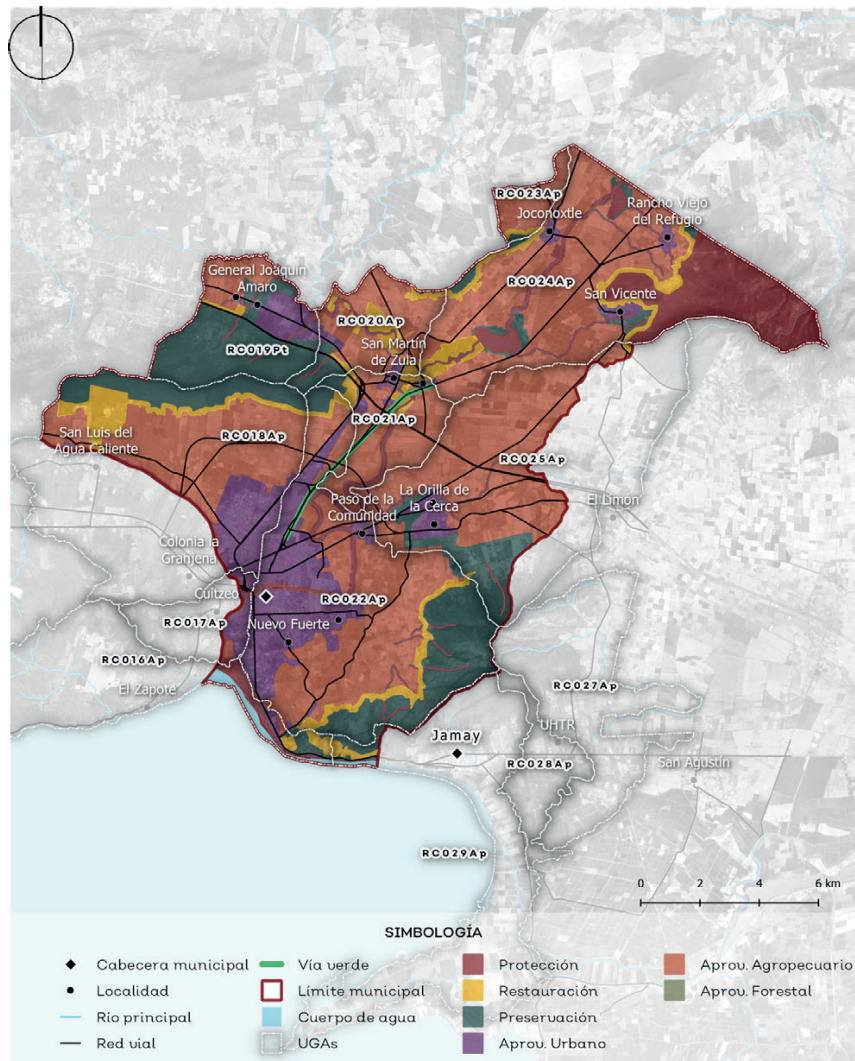 RC023Ap
Joconoxtle
Rancho Viejo
del Refugio
RC024Ap
General Joaquín
Amaro
San Vicente
RC020Ap
San Martín
de Zula
RC019Pt
RC021Ap
San Luis del
Agua Caliente
RC018Ap
RC025Ap
La Orilla de
la Cerca
Paso de la
Comunidad
El Limón
Colonia la
Granjena
Cuitzeo
RC022Ap
RC017Ap
Nuevo Fuerte
RC016Ap
El Zapote
RC027Ap
UHTR
Jamay
San Agustín
RC028Ap
RC029Ap
0 2 4 6 km
SIMBOLOGÍA
Cabecera municipal
Localidad
Río principal
Red vial
Vía verde
Límite municipal
Cuerpo de agua
UGAs
Protección
Restauración
Preservación
Aprov. Urbano
Aprov. Agropecuario
Aprov. Forestal